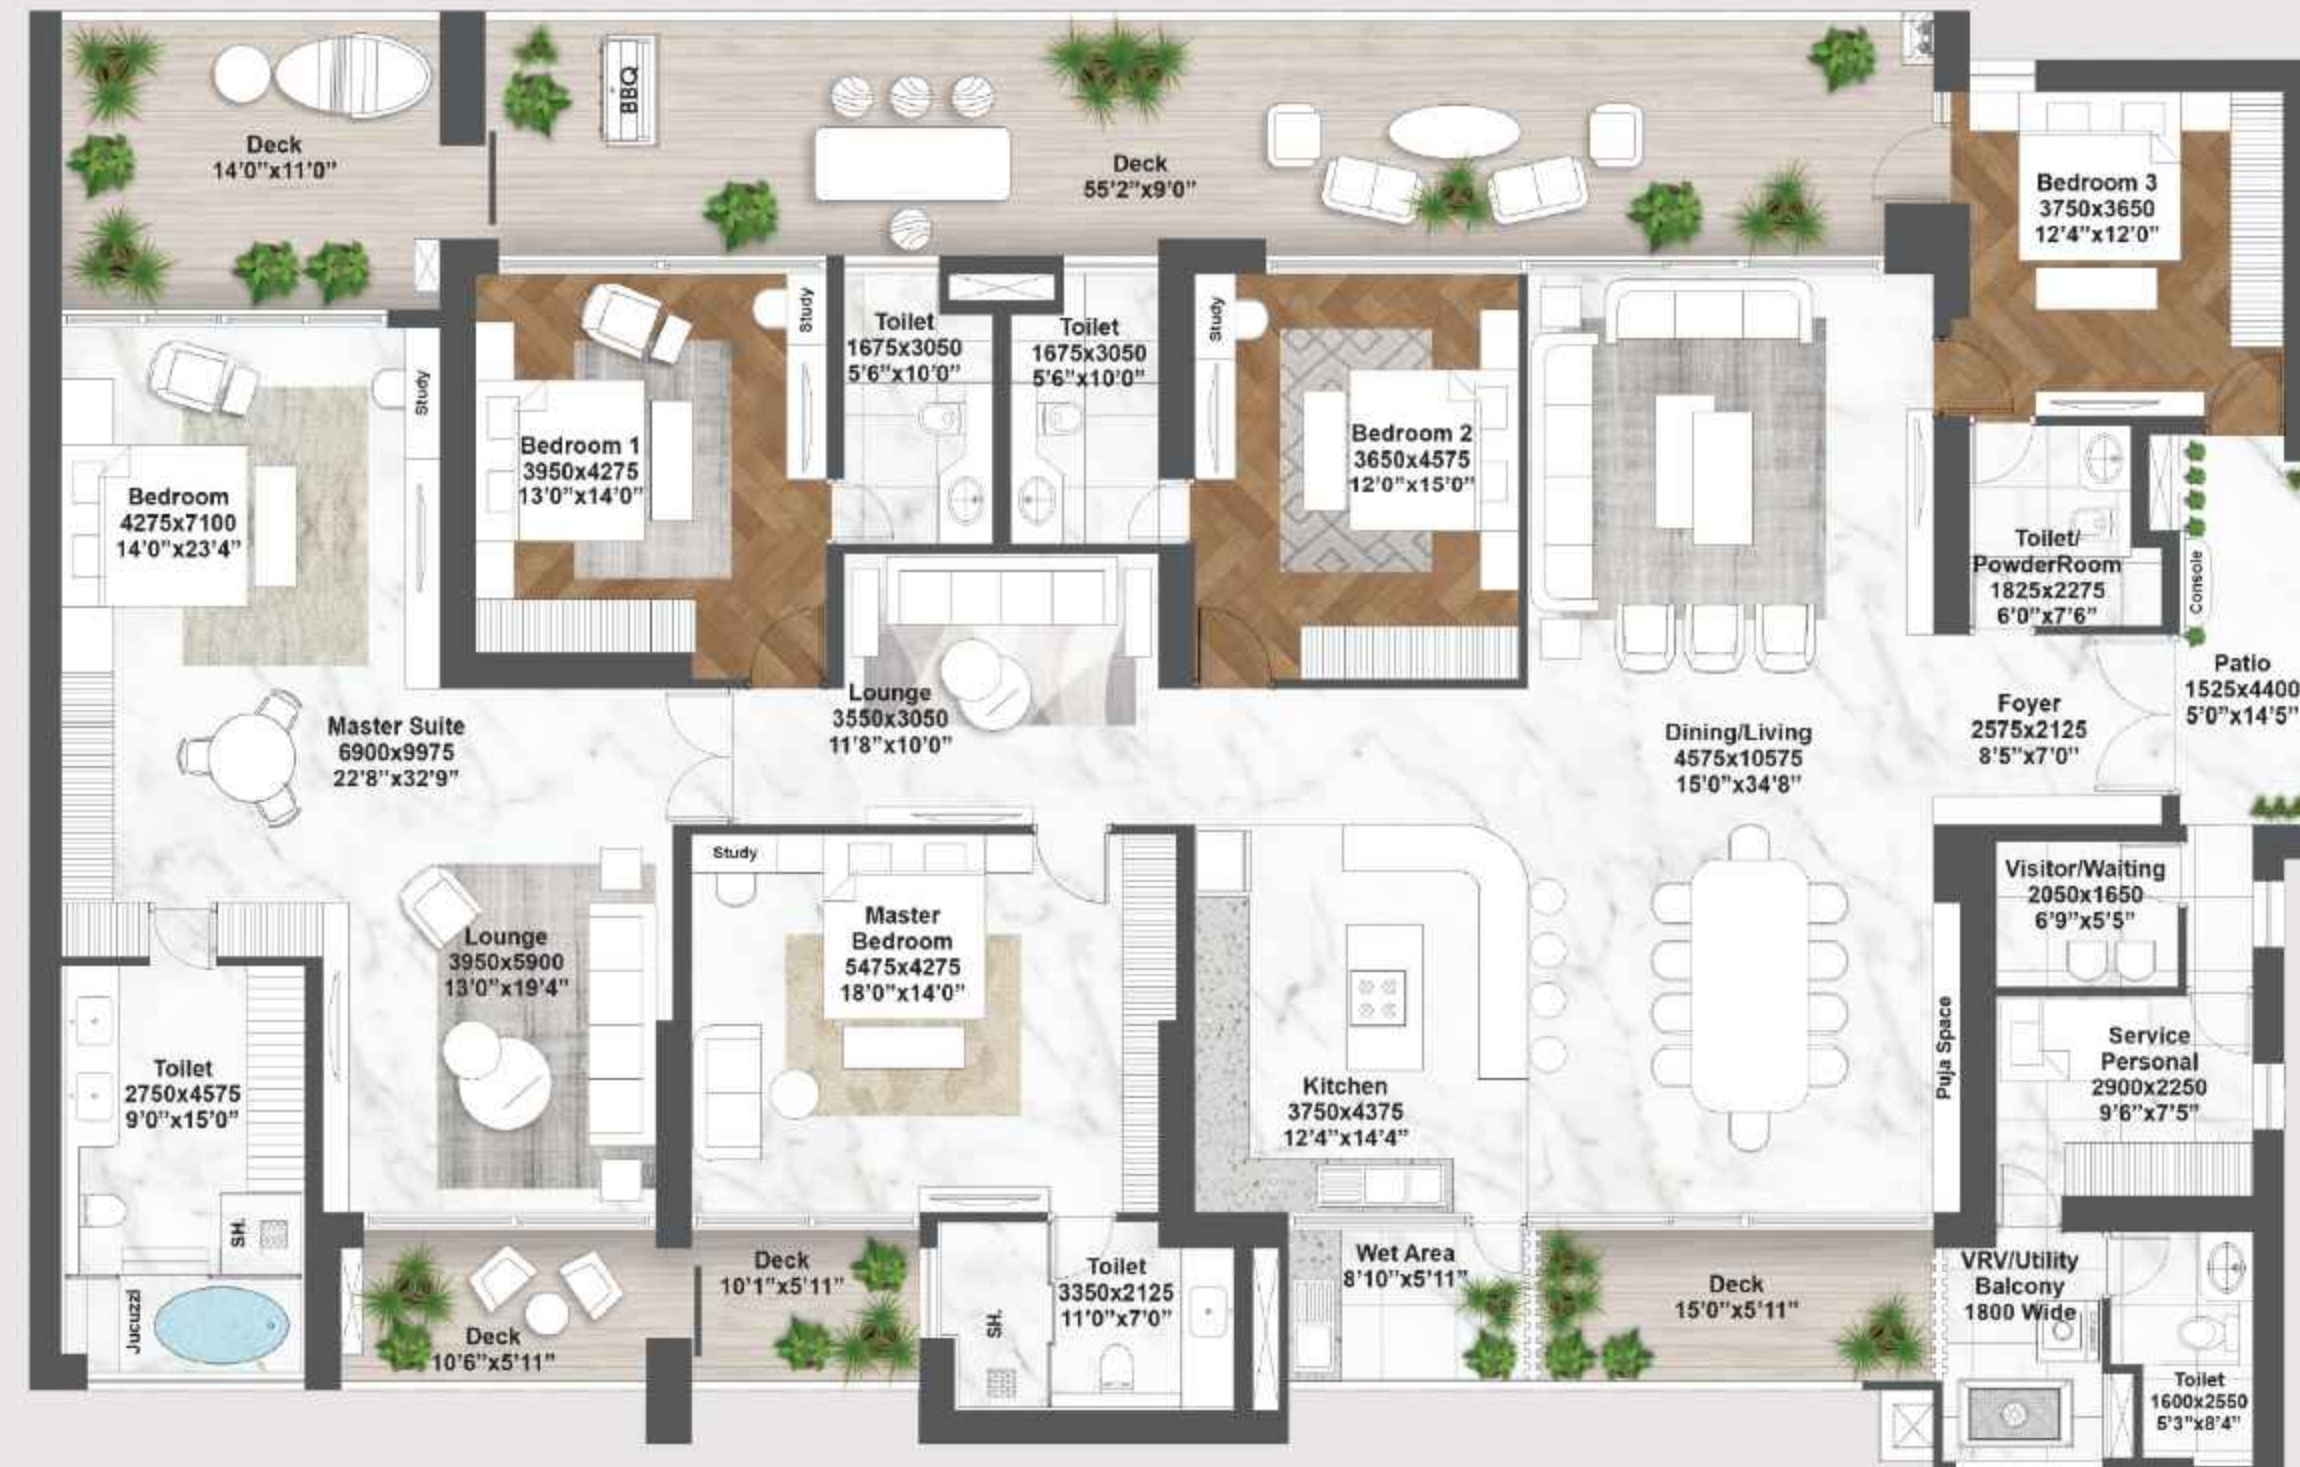 Deck
14'0"x11'0"
BBQ
Deck
55'2"x9'0"
Bedroom 3
3750x3650
12'4"x12'0"
Study
Toilet
1675x3050
5'6"x10'0"
Toilet
1675x3050
5'6"x10'0"
Study
Study
Bedroom
4275x7100
14'0"x23'4"
Bedroom 1
3950x4275
13'0"x14'0"
Bedroom 2
3650x4575
12'0"x15'0"
Toilet/
PowderRoom
1825x2275
6'0"x7'6"
Console
Patio
1525x4400
5'0"x14'5"
Master Suite
6900x9975
22'8"x32'9"
Lounge
3550x3050
11'8"x10'0"
Dining/Living
4575x10575
15'0"x34'8"
Foyer
2575x2125
8'5"x7'0"
Study
Lounge
3950x5900
13'0"x19'4"
Master
Bedroom
5475x4275
18'0"x14'0"
Visitor/Waiting
2050x1650
6'9"x5'5"
Puja Space
Service
Personal
2900x2250
9'6"x7'5"
Toilet
2750x4575
9'0"x15'0"
Kitchen
3750x4375
12'4"x14'4"
SH.
Jucuzzi
Deck
10'6"x5'11"
Deck
10'1"x5'11"
SH.
Toilet
3350x2125
11'0"x7'0"
Wet Area
8'10"x5'11"
Deck
15'0"x5'11"
VRV/Utility
Balcony
1800 Wide
Toilet
1600x2550
5'3"x8'4"